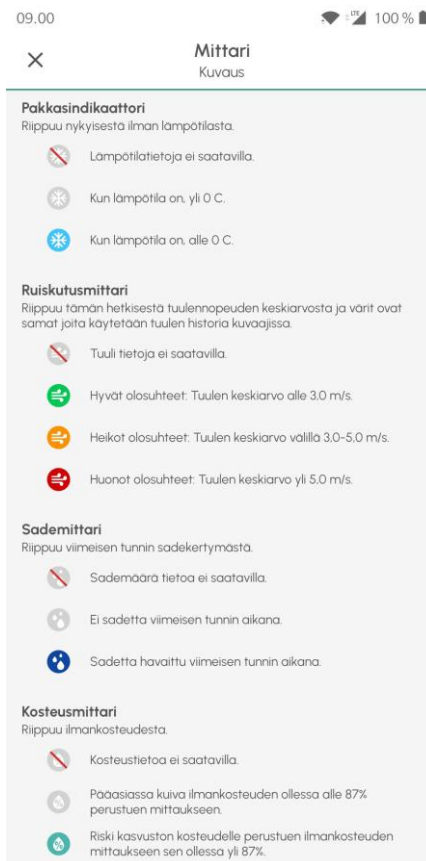 09.00
LTE
100 %
Mittari
Kuvaus
Pakkasindikaattori
Riippuu nykyisestä ilman lämpötilasta.
Lämpötilatietoja ei saatavilla.
Kun lämpötila on, yli 0 C.
Kun lämpötila on, alle 0 C.
Ruiskutusmittari
Riippuu tämän hetkisestä tuulennopeuden keskiarvosta ja värit ovat
samat joita käytetään tuulen historia kuvaajissa.
Tuuli tietoja ei saatavilla.
Hyvät olosuhteet: Tuulen keskiarvo alle 3.0 m/s.
Heikot olosuhteet: Tuulen keskiarvo välillä 3.0-5.0 m/s.
Huonot olosuhteet: Tuulen keskiarvo yli 5.0 m/s.
Sademittari
Riippuu viimeisen tunnin sadekertymästä.
Sademäärä tietoa ei saatavilla.
Ei sadetta viimeisen tunnin aikana.
Sadetta havaittu viimeisen tunnin aikana.
Kosteusmittari
Riippuu ilmankosteudesta.
Kosteustietoa ei saatavilla.
Pääasiassa kuiva ilmankosteuden ollessa alle 87%
perustuen mittaukseen.
Riski kasvuston kosteudelle perustuen ilmankosteuden
mittaukseen sen ollessa yli 87%.